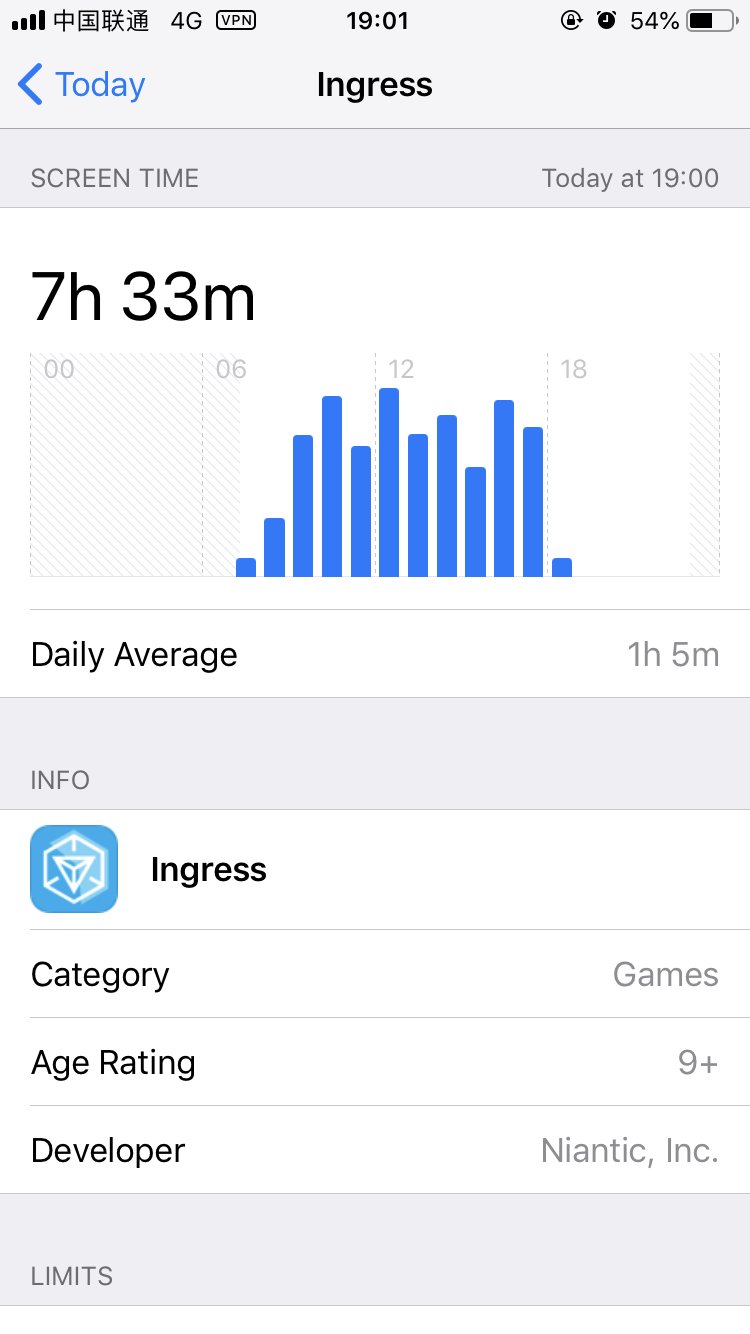 中国联通 4G VPN 19:01 54%
Today Ingress
SCREEN TIME Today at 19:00
7h 33m
00 06 12 18
Daily Average 1h 5m
INFO
Ingress
Category Games
Age Rating 9+
Developer Niantic, Inc.
LIMITS